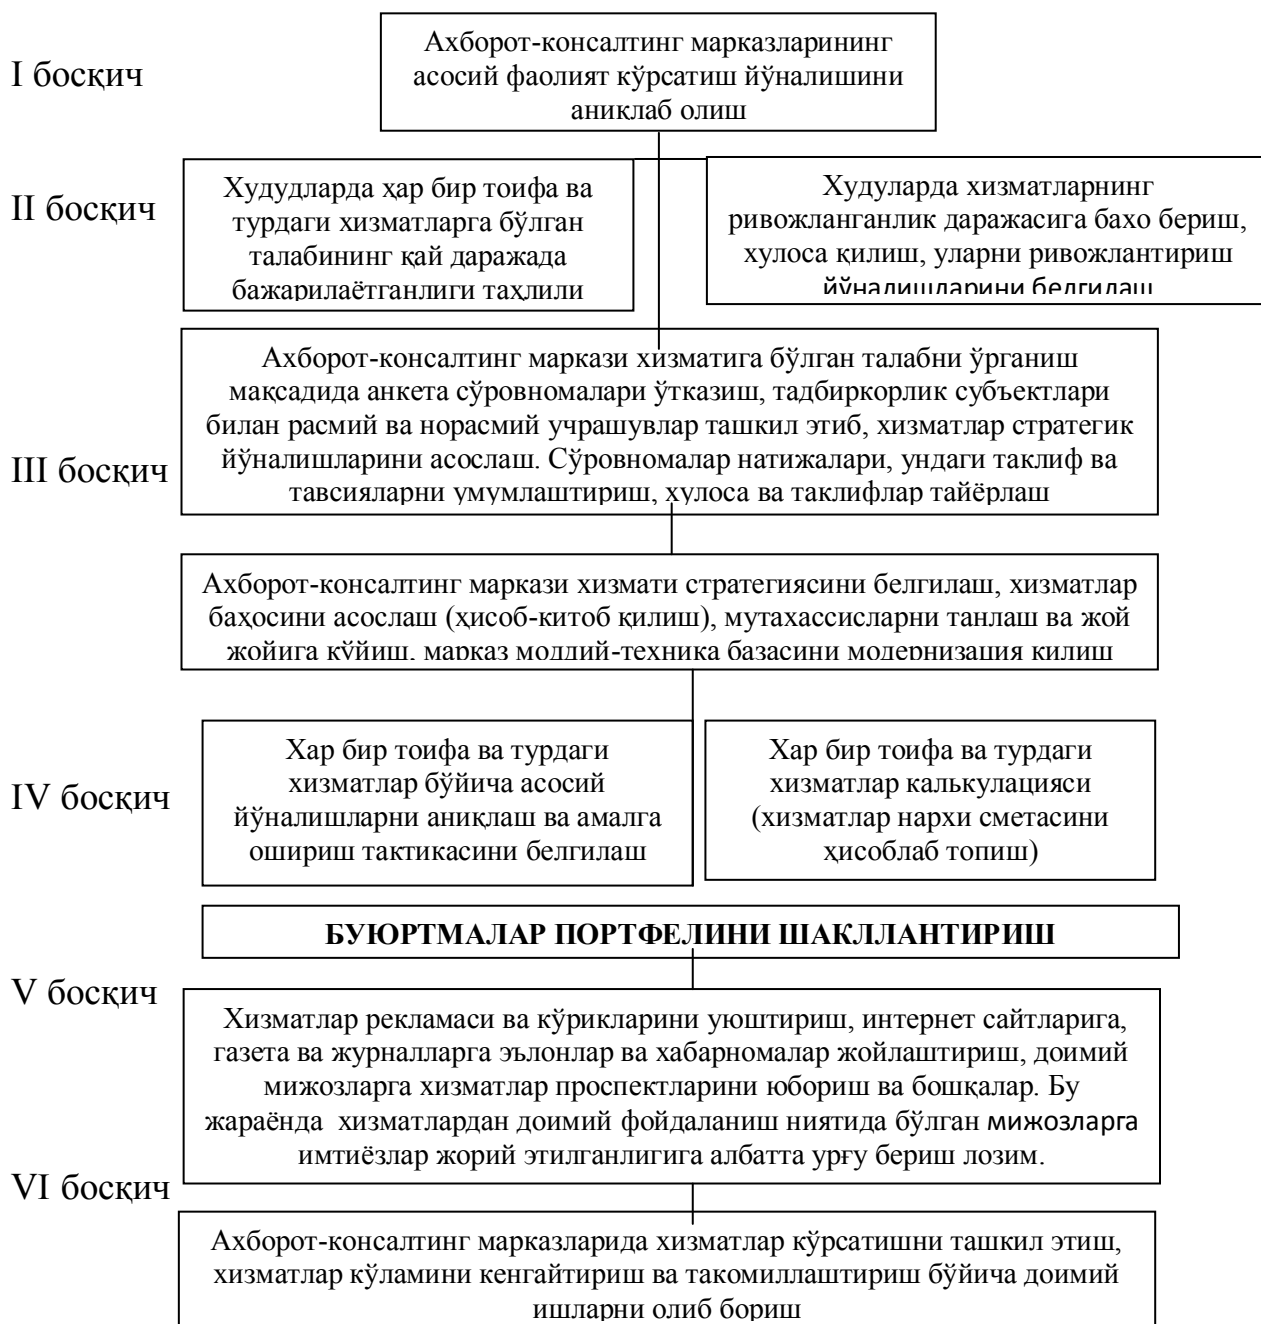 I босқич
Ахборот-консалтинг марказларининг
асосий фаолият кўрсатиш йўналишини
аниқлаб олиш
II босқич
Худудларда ҳар бир тоифа ва
турдаги хизматларга бўлган
талабининг қай даражада
бажарилаётганлиги таҳлили
Худуларда хизматларнинг
ривожланганлик даражасига бахо бериш,
хулоса қилиш, уларни ривожлантириш
йўналишларини белгилаш
III босқич
Ахборот-консалтинг маркази хизматига бўлган талабни ўрганиш
мақсадида анкета сўровномалари ўтказиш, тадбиркорлик субъектлари
билан расмий ва норасмий учрашувлар ташкил этиб, хизматлар стратегик
йўналишларини асослаш. Сўровномалар натижалари, ундаги таклиф ва
тавсияларни умумлаштириш, хулоса ва таклифлар тайёрлаш
Ахборот-консалтинг маркази хизмати стратегиясини белгилаш, хизматлар
баҳосини асослаш (ҳисоб-китоб қилиш), мутахассисларни танлаш ва жой
жойига қўйиш, марказ моддий-техника базасини модернизация қилиш
IV босқич
Хар бир тоифа ва турдаги
хизматлар бўйича асосий
йўналишларни аниқлаш ва амалга
ошириш тактикасини белгилаш
Хар бир тоифа ва турдаги
хизматлар калькулацияси
(хизматлар нархи сметасини
ҳисоблаб топиш)
БУЮРТМАЛАР ПОРТФЕЛИНИ ШАКЛЛАНТИРИШ
V босқич
Хизматлар рекламаси ва кўрикларини уюштириш, интернет сайтларига,
газета ва журналларга эълонлар ва хабарномалар жойлаштириш, доимий
мижозларга хизматлар проспектларини юбориш ва бошқалар. Бу
жараёнда хизматлардан доимий фойдаланиш ниятида бўлган мижозларга
имтиёзлар жорий этилганлигига албатта урғу бериш лозим.
VI босқич
Ахборот-консалтинг марказларида хизматлар кўрсатишни ташкил этиш,
хизматлар кўламини кенгайтириш ва такомиллаштириш бўйича доимий
ишларни олиб бориш